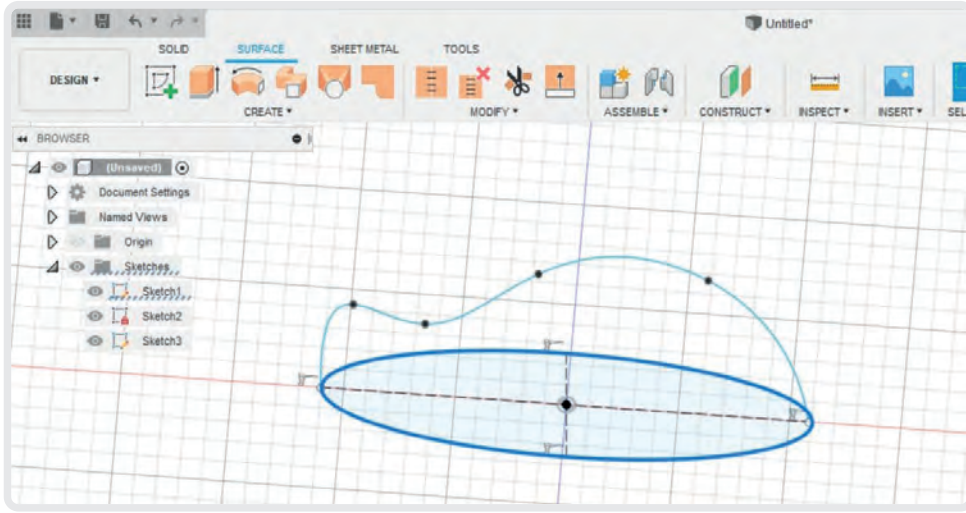 Untitled*
SOLID SURFACE SHEET METAL TOOLS
DESIGN
CREATE MODIFY ASSEMBLE CONSTRUCT INSPECT INSERT SEL
BROWSER
(Unsaved)
Document Settings
Named Views
Origin
Sketches
Sketch1
Sketch2
Sketch3